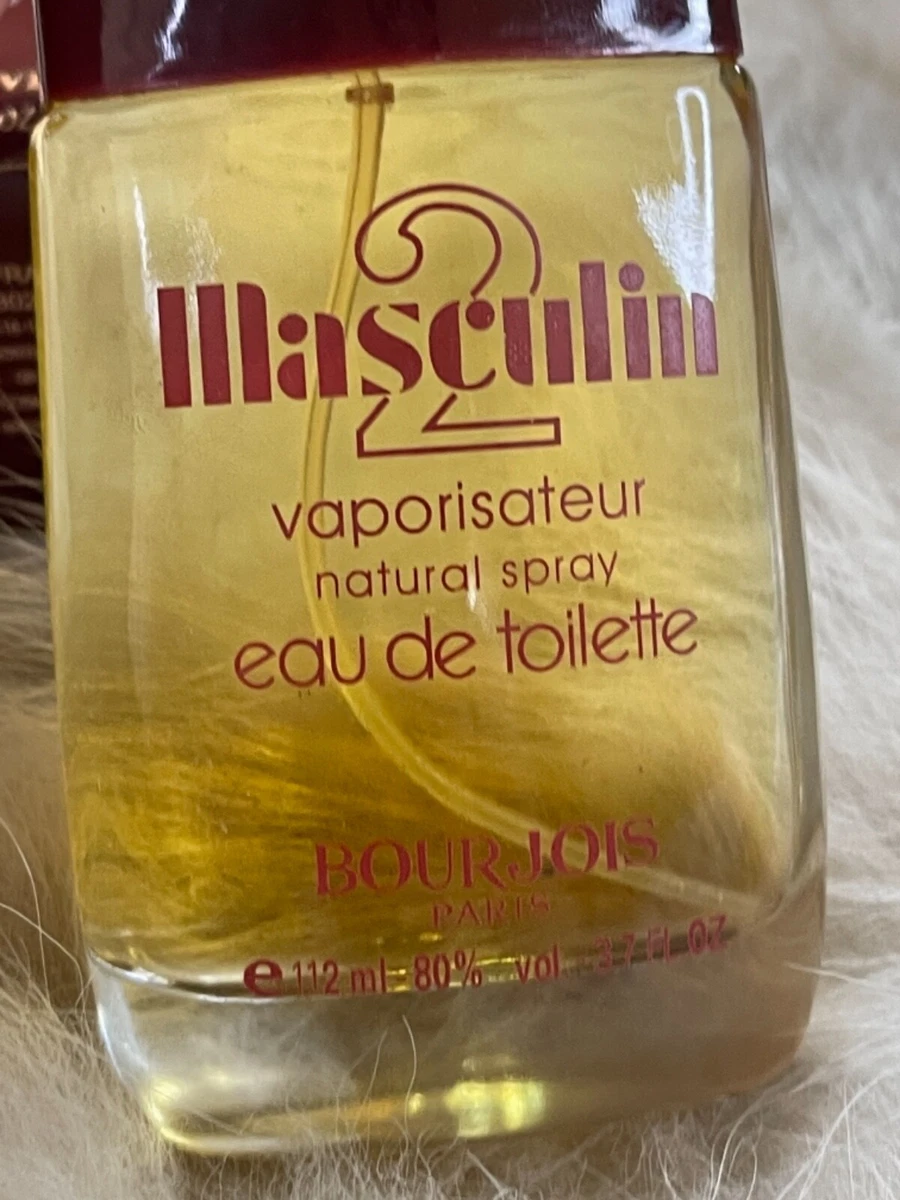 2
Masculin
vaporisateur
natural spray
eau de toilette
BOURJOIS
PARIS
e 112 ml - 80% vol 3.7 fl OZ